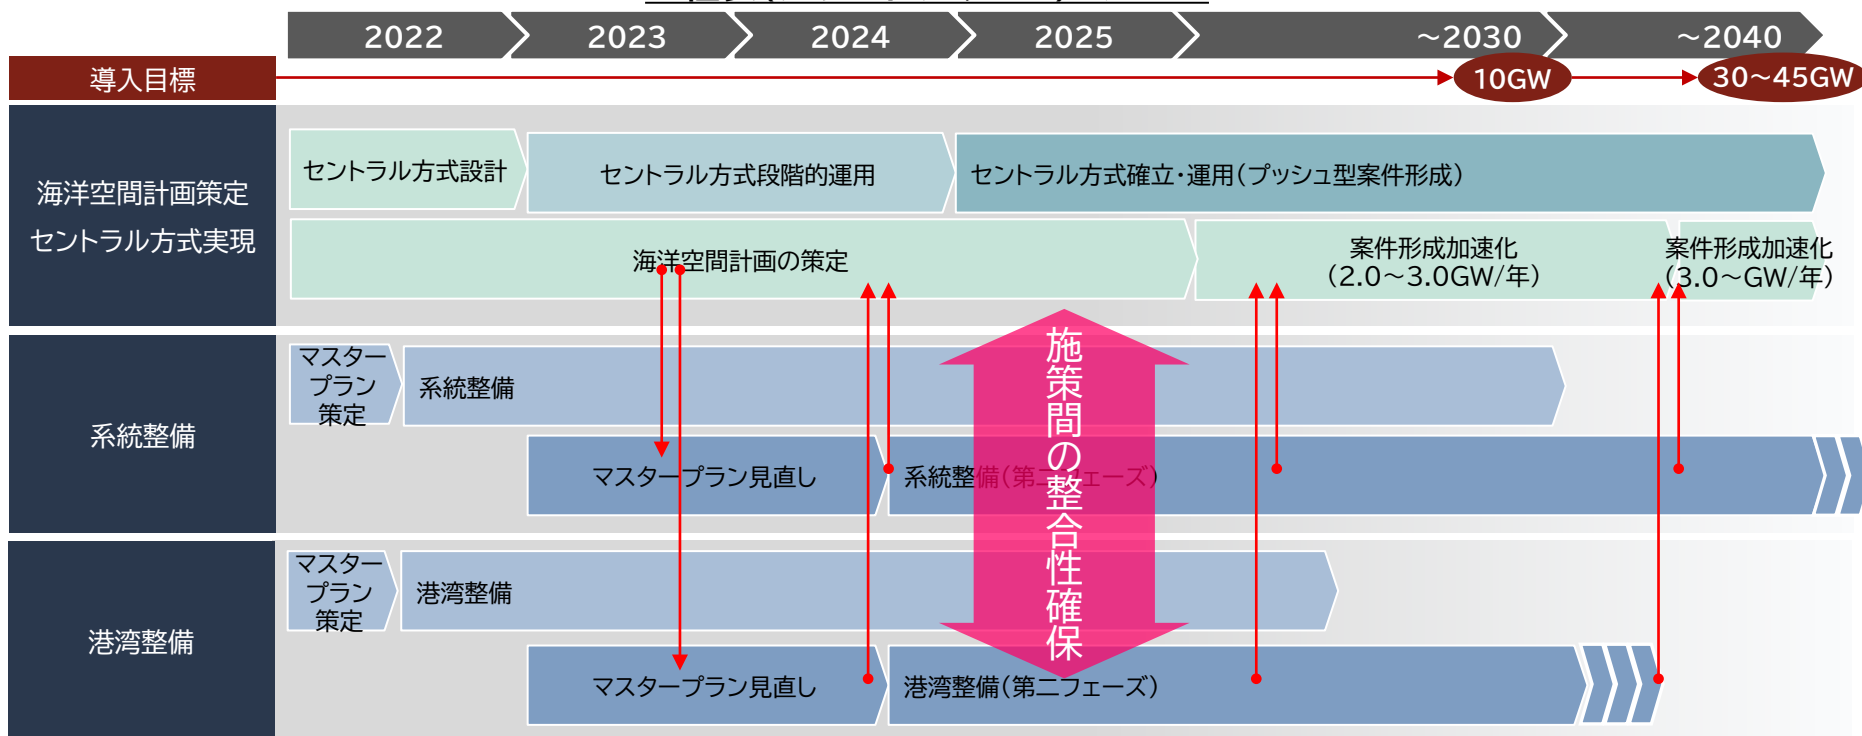 2022 2023 2024 2025 ～2030 ～2040
導入目標
10GW
30～45GW
海洋空間計画策定
セントラル方式実現
セントラル方式設計
セントラル方式段階的運用
セントラル方式確立・運用(プッシュ型案件形成)
海洋空間計画の策定
案件形成加速化
(2.0～3.0GW/年)
案件形成加速化
(3.0～GW/年)
施策間の整合性確保
系統整備
マスター
プラン
策定
系統整備
マスタープラン見直し
系統整備(第二フェーズ)
港湾整備
マスター
プラン
策定
港湾整備
マスタープラン見直し
港湾整備(第二フェーズ)